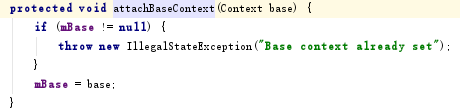 protected void attachBaseContext(Context base) {
if (mBase != null) {
throw new IllegalStateException("Base context already set");
}
mBase = base;
}